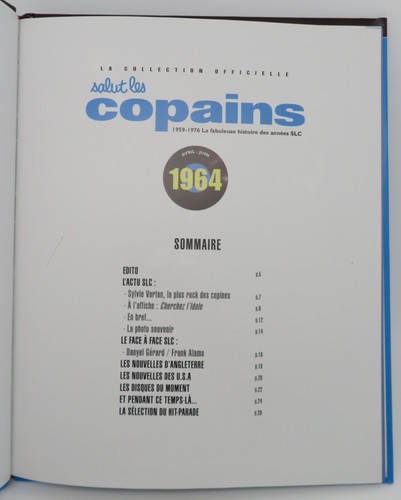 LA COLLECTION OFFICIELLE
salut les
copains
1959-1976 La fabuleuse histoire des années SLC
AVRIL - JUIN
1964
SOMMAIRE
EDITO p.5
L'ACTU SLC :
- Sylvie Vartan, la plus rock des copines p.7
- À l'affiche : Cherchez l'Idole p.9
- En bref... p.12
- La photo souvenir p.14
LE FACE À FACE SLC :
- Danyel Gérard / Frank Alamo p.16
LES NOUVELLES D'ANGLETERRE p.18
LES NOUVELLES DES U.S.A p.20
LES DISQUES DU MOMENT p.22
ET PENDANT CE TEMPS-LÀ... p.24
LA SÉLECTION DU HIT-PARADE p.28